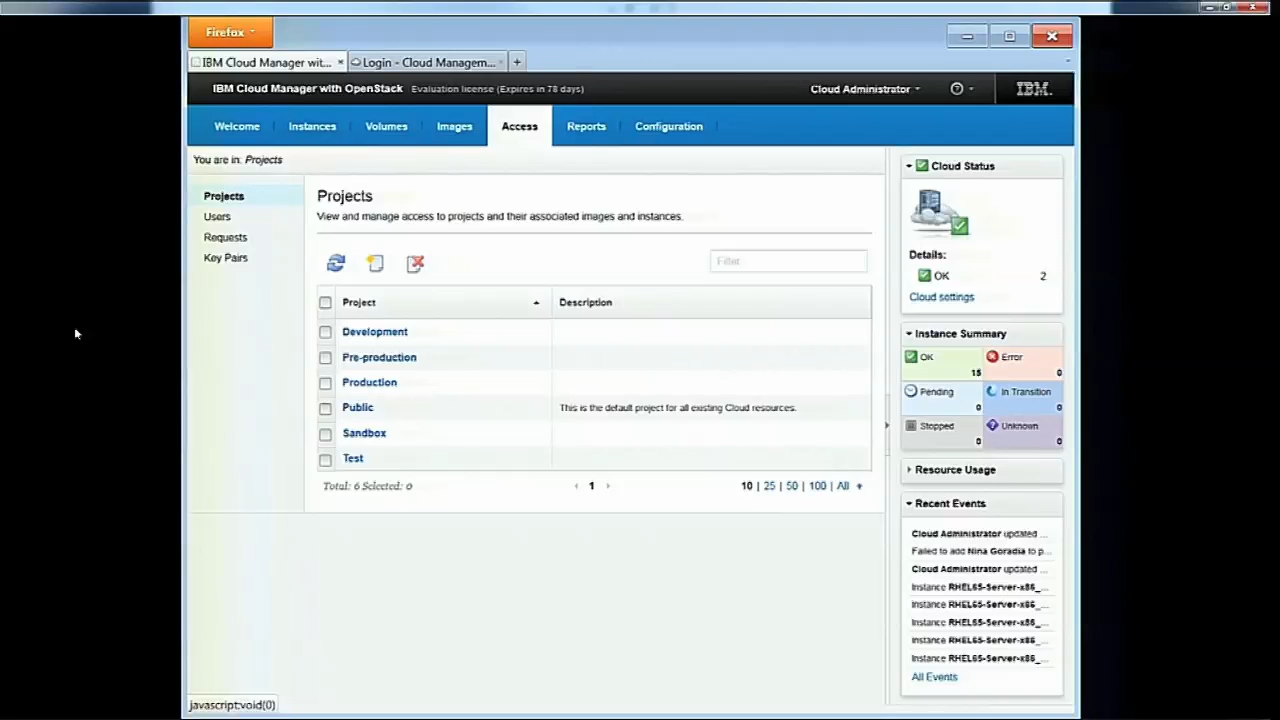 Firefox
IBM Cloud Manager wit...
Login - Cloud Managem...
IBM Cloud Manager with OpenStack
Evaluation license (Expires in 78 days)
Cloud Administrator
IBM.
Welcome
Instances
Volumes
Images
Access
Reports
Configuration
You are in: Projects
Projects
Users
Requests
Key Pairs
Projects
View and manage access to projects and their associated images and instances.
Filter
Project
Description
Development
Pre-production
Production
Public
This is the default project for all existing Cloud resources.
Sandbox
Test
Total: 6 Selected: 0
‹ 1 ›
10 | 25 | 50 | 100 | All
Cloud Status
Details:
OK 2
Cloud settings
Instance Summary
OK
15
Error
0
Pending
0
In Transition
0
Stopped
0
Unknown
0
Resource Usage
Recent Events
Cloud Administrator updated ...
Failed to add Nina Goradia to p...
Cloud Administrator updated ...
Instance RHEL65-Server-x86_...
Instance RHEL65-Server-x86_...
Instance RHEL65-Server-x86_...
Instance RHEL65-Server-x86_...
Instance RHEL65-Server-x86_...
All Events
javascript:void(0)